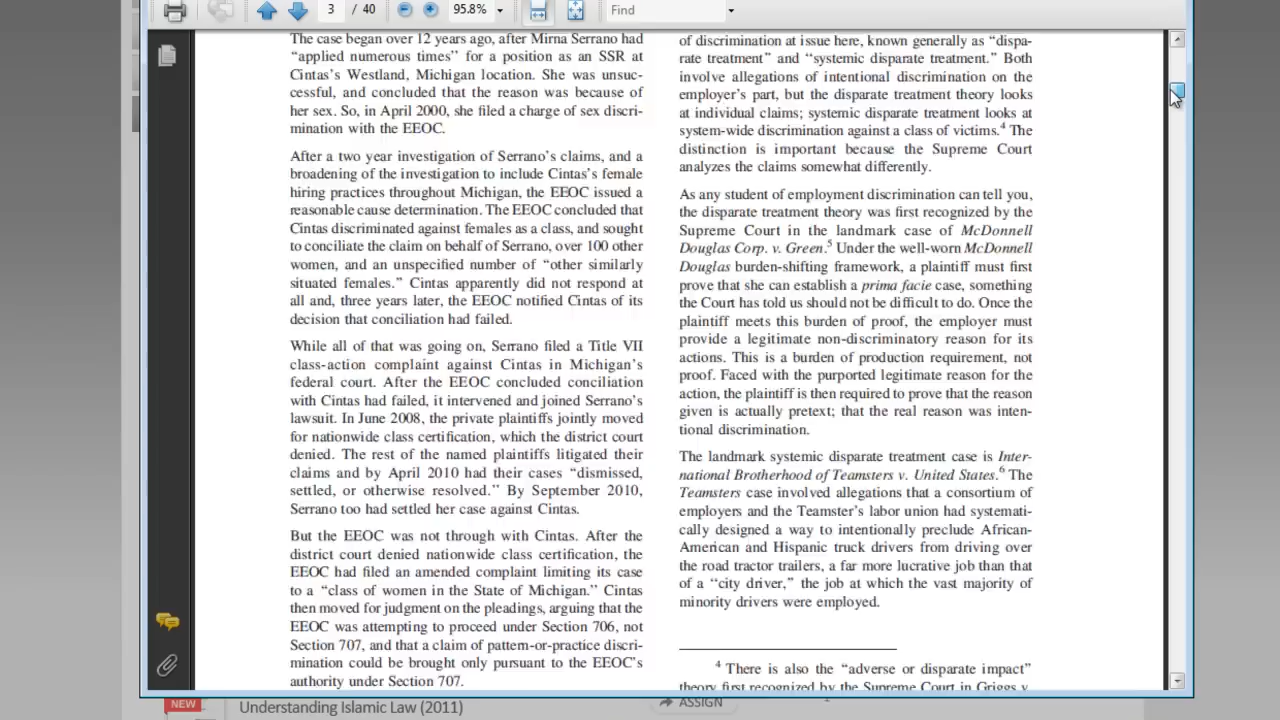 3 / 40
95.8%
Find
The case began over 12 years ago, after Mirna Serrano had
“applied numerous times” for a position as an SSR at
Cintas’s Westland, Michigan location. She was unsuc-
cessful, and concluded that the reason was because of
her sex. So, in April 2000, she filed a charge of sex discri-
mination with the EEOC.
After a two year investigation of Serrano’s claims, and a
broadening of the investigation to include Cintas’s female
hiring practices throughout Michigan, the EEOC issued a
reasonable cause determination. The EEOC concluded that
Cintas discriminated against females as a class, and sought
to conciliate the claim on behalf of Serrano, over 100 other
women, and an unspecified number of “other similarly
situated females.” Cintas apparently did not respond at
all and, three years later, the EEOC notified Cintas of its
decision that conciliation had failed.
While all of that was going on, Serrano filed a Title VII
class-action complaint against Cintas in Michigan’s
federal court. After the EEOC concluded conciliation
with Cintas had failed, it intervened and joined Serrano’s
lawsuit. In June 2008, the private plaintiffs jointly moved
for nationwide class certification, which the district court
denied. The rest of the named plaintiffs litigated their
claims and by April 2010 had their cases “dismissed,
settled, or otherwise resolved.” By September 2010,
Serrano too had settled her case against Cintas.
But the EEOC was not through with Cintas. After the
district court denied nationwide class certification, the
EEOC had filed an amended complaint limiting its case
to a “class of women in the State of Michigan.” Cintas
then moved for judgment on the pleadings, arguing that the
EEOC was attempting to proceed under Section 706, not
Section 707, and that a claim of pattern-or-practice discri-
mination could be brought only pursuant to the EEOC’s
authority under Section 707.
of discrimination at issue here, known generally as “dispa-
rate treatment” and “systemic disparate treatment.” Both
involve allegations of intentional discrimination on the
employer’s part, but the disparate treatment theory looks
at individual claims; systemic disparate treatment looks at
system-wide discrimination against a class of victims.4 The
distinction is important because the Supreme Court
analyzes the claims somewhat differently.
As any student of employment discrimination can tell you,
the disparate treatment theory was first recognized by the
Supreme Court in the landmark case of McDonnell
Douglas Corp. v. Green.5 Under the well-worn McDonnell
Douglas burden-shifting framework, a plaintiff must first
prove that she can establish a prima facie case, something
the Court has told us should not be difficult to do. Once the
plaintiff meets this burden of proof, the employer must
provide a legitimate non-discriminatory reason for its
actions. This is a burden of production requirement, not
proof. Faced with the purported legitimate reason for the
action, the plaintiff is then required to prove that the reason
given is actually pretext; that the real reason was inten-
tional discrimination.
The landmark systemic disparate treatment case is Inter-
national Brotherhood of Teamsters v. United States.6 The
Teamsters case involved allegations that a consortium of
employers and the Teamster’s labor union had systemati-
cally designed a way to intentionally preclude African-
American and Hispanic truck drivers from driving over
the road tractor trailers, a far more lucrative job than that
of a “city driver,” the job at which the vast majority of
minority drivers were employed.
4 There is also the “adverse or disparate impact”
theory first recognized by the Supreme Court in Griggs v.
NEW
Understanding Islamic Law (2011)
ASSIGN